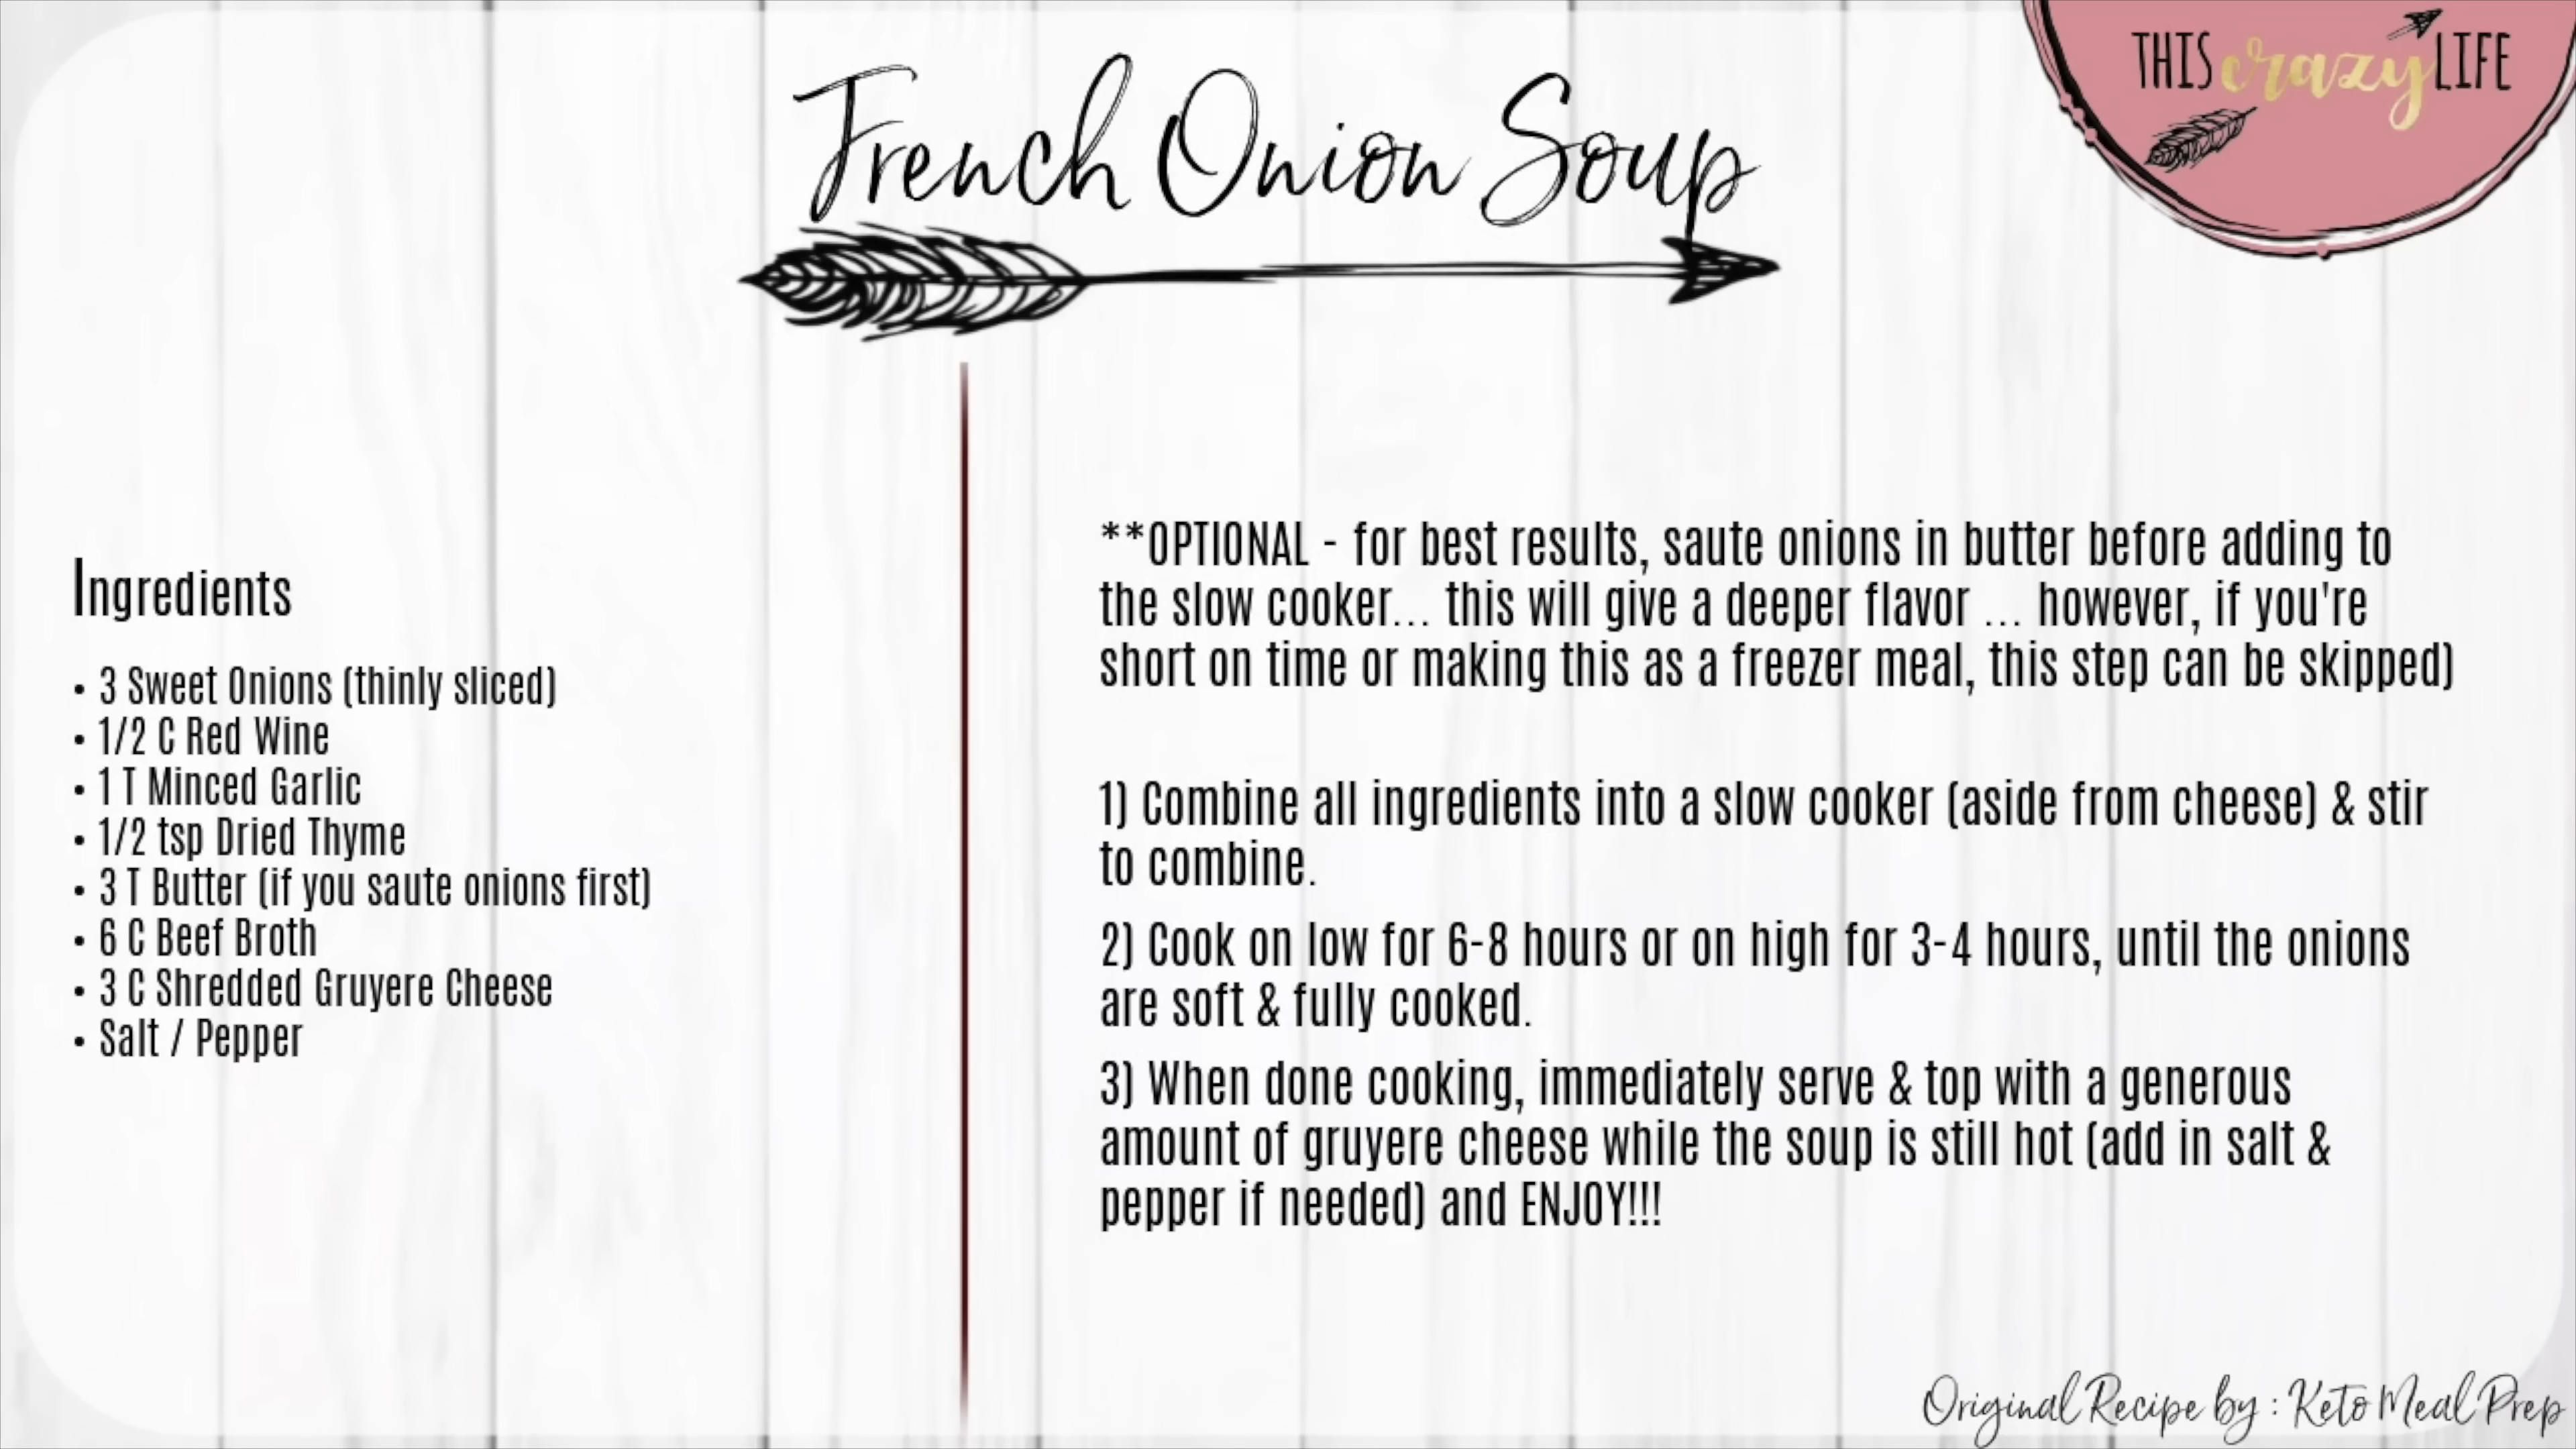 French Onion Soup
THIS crazy LIFE
Ingredients
• 3 Sweet Onions (thinly sliced)
• 1/2 C Red Wine
• 1 T Minced Garlic
• 1/2 tsp Dried Thyme
• 3 T Butter (if you saute onions first)
• 6 C Beef Broth
• 3 C Shredded Gruyere Cheese
• Salt / Pepper
**OPTIONAL - for best results, saute onions in butter before adding to
the slow cooker... this will give a deeper flavor ... however, if you're
short on time or making this as a freezer meal, this step can be skipped)
1) Combine all ingredients into a slow cooker (aside from cheese) & stir
to combine.
2) Cook on low for 6-8 hours or on high for 3-4 hours, until the onions
are soft & fully cooked.
3) When done cooking, immediately serve & top with a generous
amount of gruyere cheese while the soup is still hot (add in salt &
pepper if needed) and ENJOY!!!
Original Recipe by : Keto Meal Prep